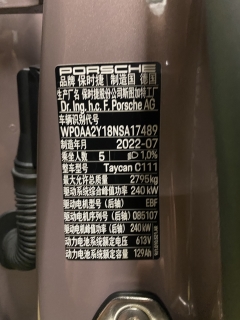 PORSCHE
品牌 保时捷 制造国 德国
生产厂名 保时捷股份公司斯图加特工厂
Dr. Ing. h.c. F. Porsche AG
车辆识别代号
WP0AA2Y18NSA17489
制造年月 2022-07
乘坐人数 5 1,0%
整车型号 Taycan C111
最大允许总质量 2795kg
驱动系统综合峰值功率 240 kW
驱动电机型号（后轴） EBF
驱动电机序列号（后轴） 085107
驱动电机峰值功率（后轴） 240 kW
动力电池系统额定电压 613V
动力电池系统额定容量 129Ah